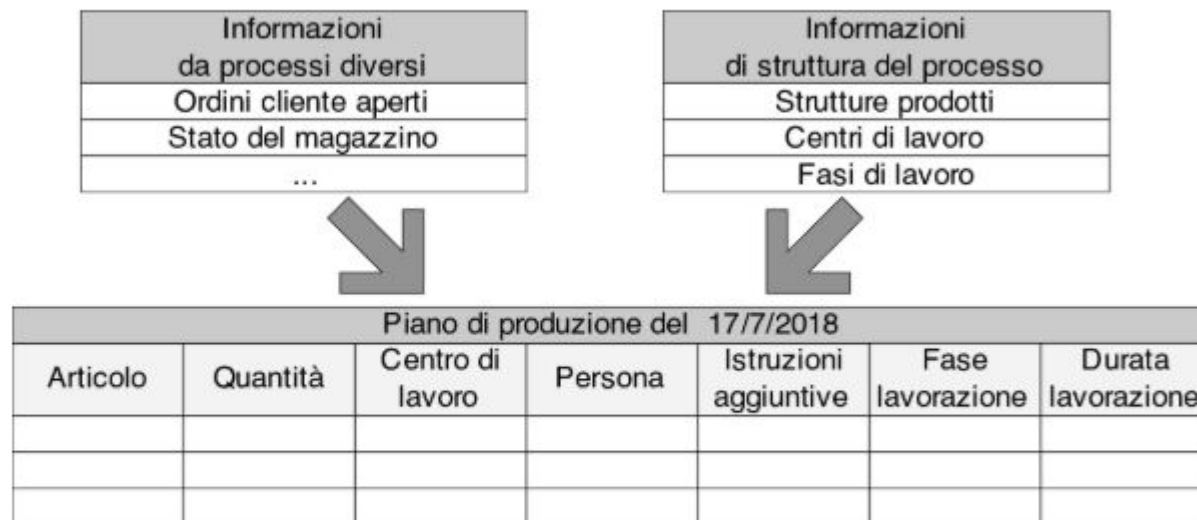 Informazioni
da processi diversi
Ordini cliente aperti
Stato del magazzino
...
Informazioni
di struttura del processo
Strutture prodotti
Centri di lavoro
Fasi di lavoro
Piano di produzione del 17/7/2018
Articolo
Quantità
Centro di
lavoro
Persona
Istruzioni
aggiuntive
Fase
lavorazione
Durata
lavorazione